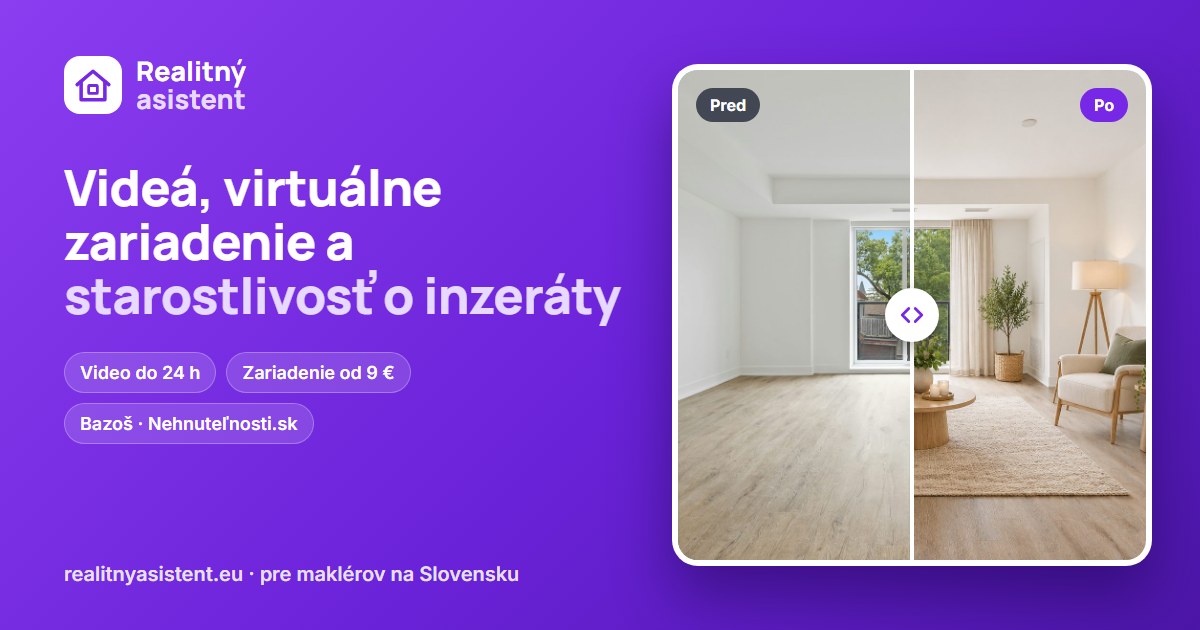 Realitný
asistent
Videá, virtuálne
zariadenie a
starostlivosť o inzeráty
Video do 24 h
Zariadenie od 9 €
Bazoš · Nehnuteľnosti.sk
realitnyasistent.eu · pre maklérov na Slovensku
Pred
Po